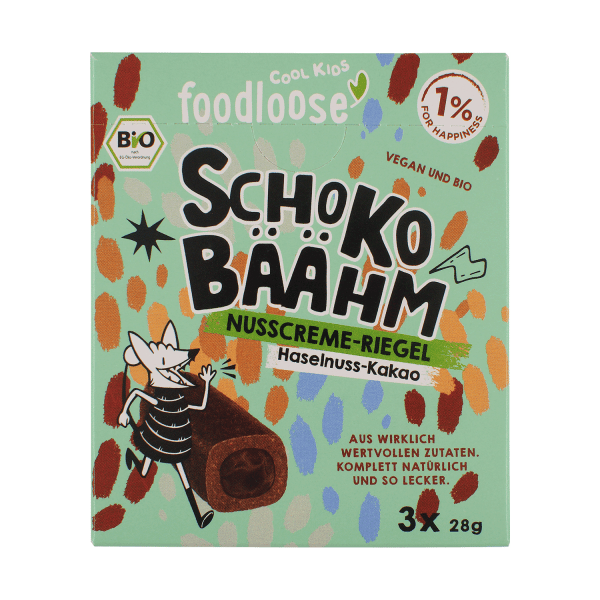 COOL KIDS
foodloose
1%
FOR HAPPINESS
BiO
nach
EG-Öko-Verordnung
VEGAN UND BIO
SCHOKO
BÄÄHM
NUSSCREME-RIEGEL
Haselnuss-Kakao
AUS WIRKLICH
WERTVOLLEN ZUTATEN.
KOMPLETT NATÜRLICH
UND SO LECKER.
3x 28g